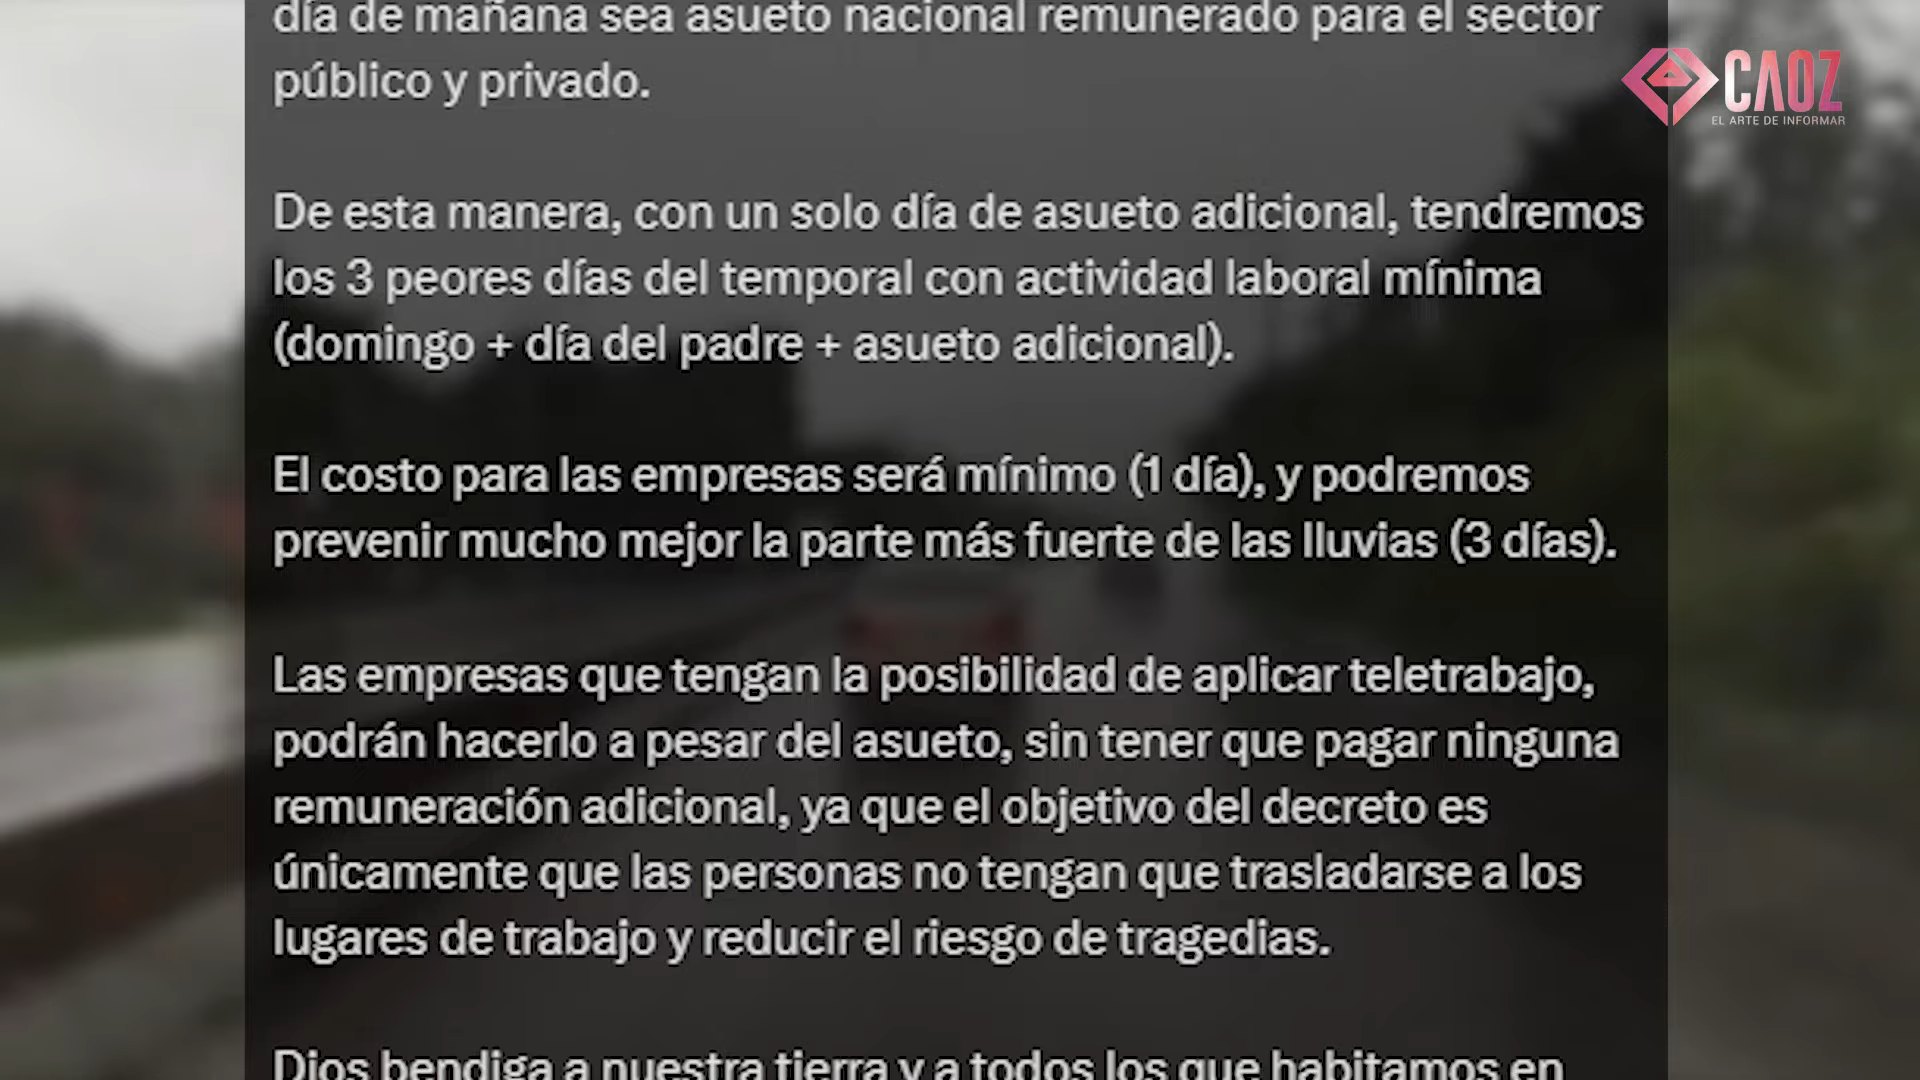 día de mañana sea asueto nacional remunerado para el sector
público y privado.
CAOZ
EL ARTE DE INFORMAR
De esta manera, con un solo día de asueto adicional, tendremos
los 3 peores días del temporal con actividad laboral mínima
(domingo + día del padre + asueto adicional).
El costo para las empresas será mínimo (1 día), y podremos
prevenir mucho mejor la parte más fuerte de las lluvias (3 días).
Las empresas que tengan la posibilidad de aplicar teletrabajo,
podrán hacerlo a pesar del asueto, sin tener que pagar ninguna
remuneración adicional, ya que el objetivo del decreto es
únicamente que las personas no tengan que trasladarse a los
lugares de trabajo y reducir el riesgo de tragedias.
Dios bendiga a nuestra tierra y a todos los que habitamos en